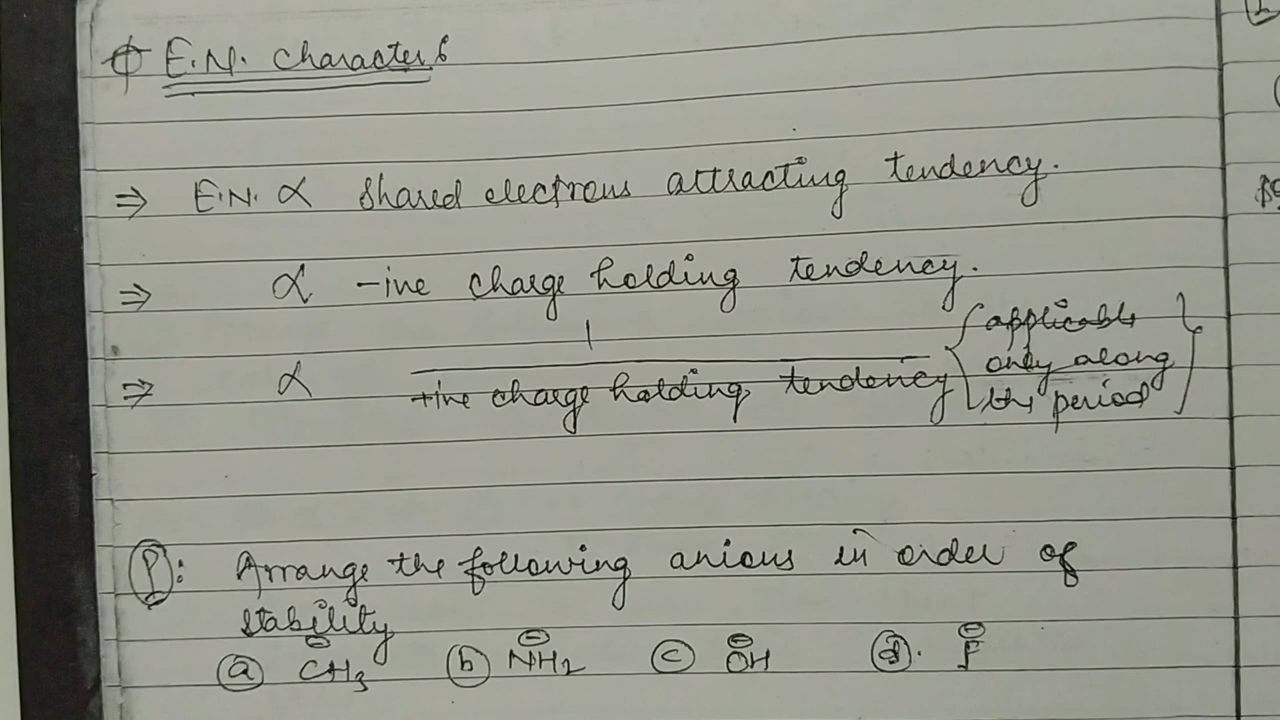 E.N. Characters
⇒ E.N. ∝ Shared electrons attracting tendency.
⇒ ∝ -ive charge holding tendency.
⇒ ∝ 1 / +ive charge holding tendency { applicable
only along
the period }
(P): Arrange the following anions in order of
stability
(a) CH3⊖ (b) NH2⊖ (c) OH⊖ (d). F⊖